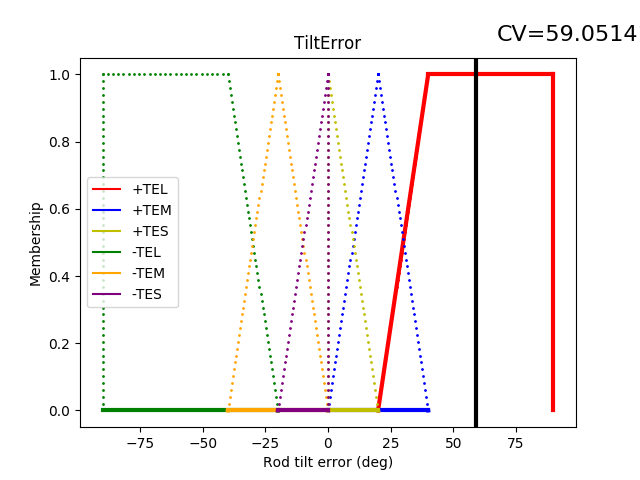 CV=59.0514
TiltError
1.0
0.8
0.6
0.4
0.2
0.0
Membership
+TEL
+TEM
+TES
-TEL
-TEM
-TES
−75
−50
−25
0
25
50
75
Rod tilt error (deg)